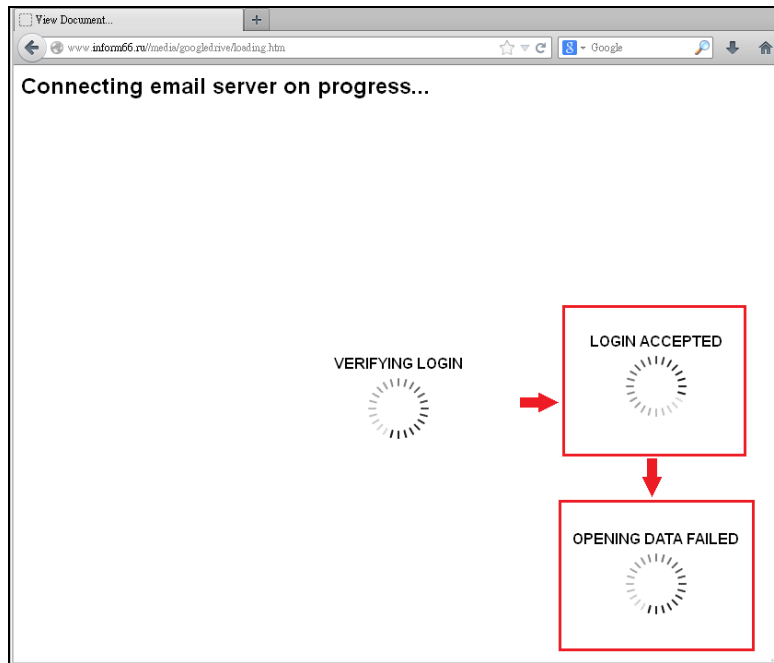 View Document...
www.inform66.ru//media/googledrive/loading.htm
8 Google
Connecting email server on progress...
LOGIN ACCEPTED
VERIFYING LOGIN
OPENING DATA FAILED